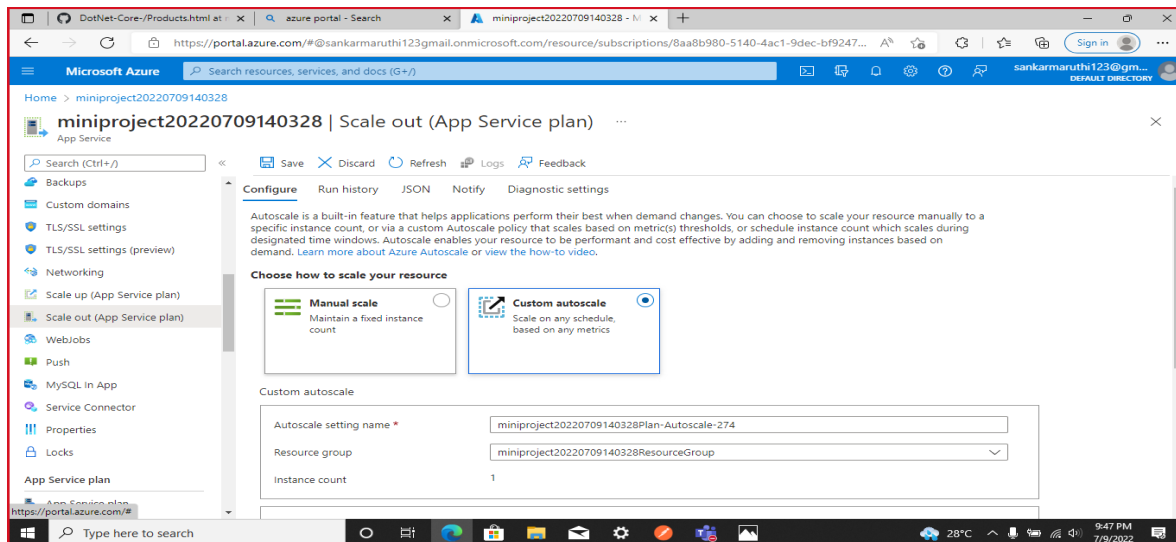 DotNet-Core-/Products.html at
azure portal - Search
miniproject20220709140328 - M
https://portal.azure.com/#@sankarmaruthi123gmail.onmicrosoft.com/resource/subscriptions/8aa8b980-5140-4ac1-9dec-bf9247...
Sign in
Microsoft Azure
Search resources, services, and docs (G+/)
sankarmaruthi123@gm...
DEFAULT DIRECTORY
Home > miniproject20220709140328
miniproject20220709140328 | Scale out (App Service plan) ...
App Service
Search (Ctrl+/)
Save
Discard
Refresh
Logs
Feedback
Backups
Custom domains
TLS/SSL settings
TLS/SSL settings (preview)
Networking
Scale up (App Service plan)
Scale out (App Service plan)
WebJobs
Push
MySQL In App
Service Connector
Properties
Locks
App Service plan
App Service plan
https://portal.azure.com/#
Configure
Run history
JSON
Notify
Diagnostic settings
Autoscale is a built-in feature that helps applications perform their best when demand changes. You can choose to scale your resource manually to a
specific instance count, or via a custom Autoscale policy that scales based on metric(s) thresholds, or schedule instance count which scales during
designated time windows. Autoscale enables your resource to be performant and cost effective by adding and removing instances based on
demand. Learn more about Azure Autoscale or view the how-to video.
Choose how to scale your resource
Manual scale
Maintain a fixed instance
count
Custom autoscale
Scale on any schedule,
based on any metrics
Custom autoscale
Autoscale setting name *
miniproject20220709140328Plan-Autoscale-274
Resource group
miniproject20220709140328ResourceGroup
Instance count
1
Type here to search
28°C
9:47 PM
7/9/2022